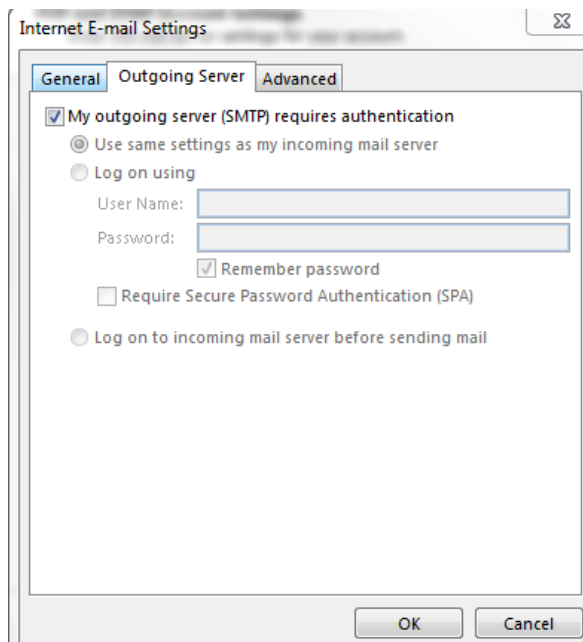 Internet E-mail Settings
General Outgoing Server Advanced
My outgoing server (SMTP) requires authentication
Use same settings as my incoming mail server
Log on using
User Name:
Password:
Remember password
Require Secure Password Authentication (SPA)
Log on to incoming mail server before sending mail
OK Cancel